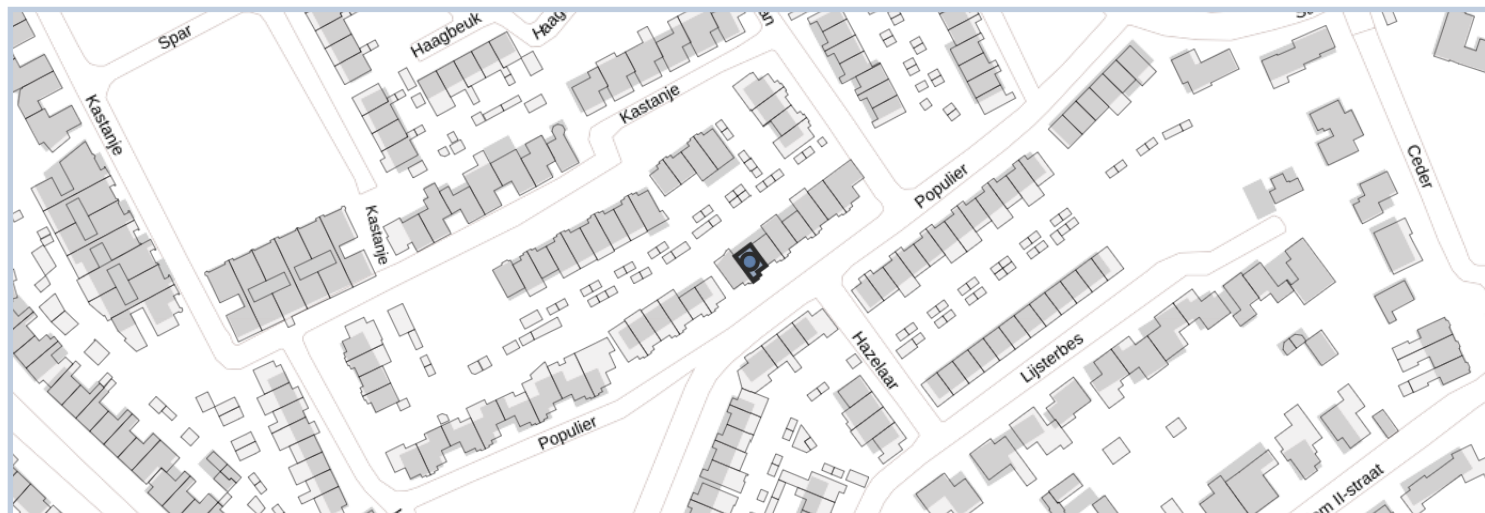 Spar
Haagbeuk
Haag
Kastanje
Kastanje
Populier
Ceder
Kastanje
Hazelaar
Lijsterbes
Populier
m II-straat